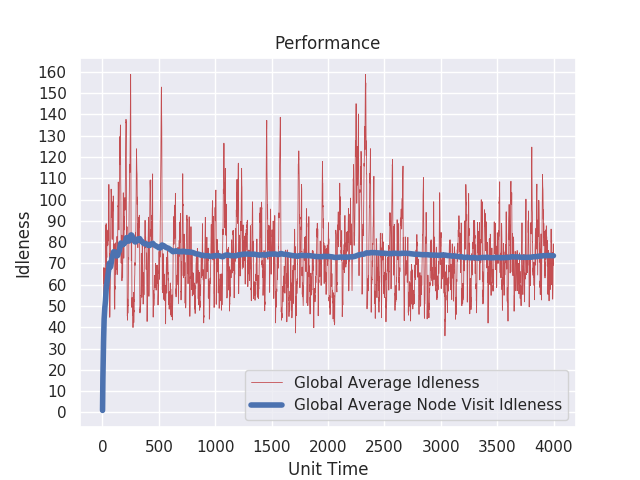 Performance
160
150
140
130
120
110
100
90
80
70
60
50
40
30
20
10
0
Idleness
Global Average Idleness
Global Average Node Visit Idleness
0 500 1000 1500 2000 2500 3000 3500 4000
Unit Time